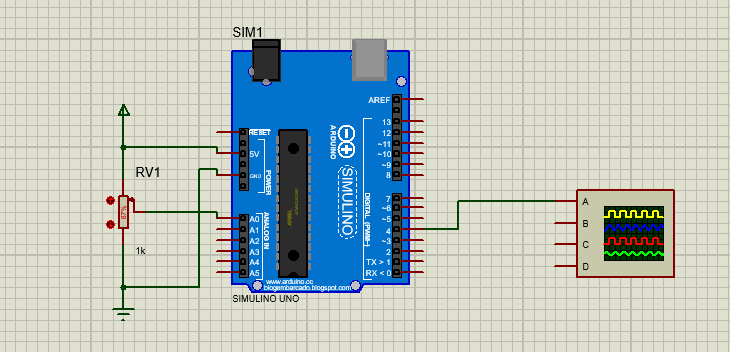 SIM1
AREF
13
12
~11
~10
~9
8
RESET
5V
GND
POWER
ARDUINO
SIMULINO
RV1
87%
1k
A0
A1
A2
A3
A4
A5
ANALOG IN
ATMEL
DIGITAL (PWM~)
7
~6
~5
4
~3
2
TX > 1
RX < 0
www.arduino.cc
blogembarcado.blogspot.com
SIMULINO UNO
A
B
C
D